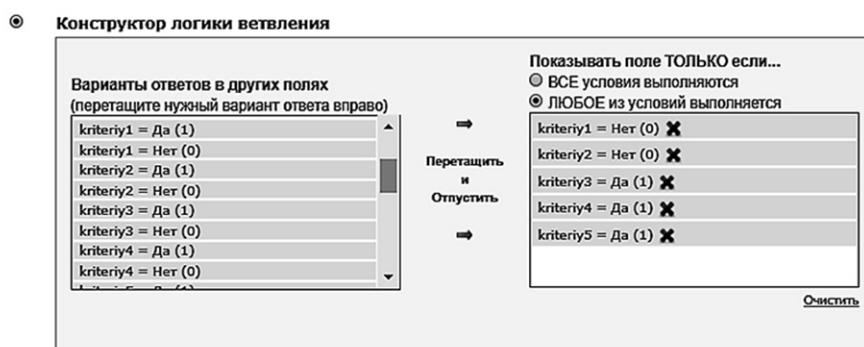 Конструктор логики ветвления
Варианты ответов в других полях
(перетащите нужный вариант ответа вправо)
kriteriy1 = Да (1)
kriteriy1 = Нет (0)
kriteriy2 = Да (1)
kriteriy2 = Нет (0)
kriteriy3 = Да (1)
kriteriy3 = Нет (0)
kriteriy4 = Да (1)
kriteriy4 = Нет (0)
Перетащить
и
Отпустить
Показывать поле ТОЛЬКО если...
ВСЕ условия выполняются
ЛЮБОЕ из условий выполняется
kriteriy1 = Нет (0)
kriteriy2 = Нет (0)
kriteriy3 = Да (1)
kriteriy4 = Да (1)
kriteriy5 = Да (1)
Очистить